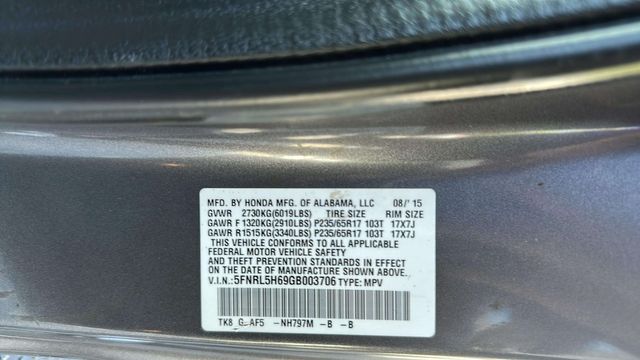 MFD. BY HONDA MFG. OF ALABAMA, LLC 08/'15
GVWR 2730KG(6019LBS) TIRE SIZE RIM SIZE
GAWR F 1320KG(2910LBS) P235/65R17 103T 17X7J
GAWR R 1515KG(3340LBS) P235/65R17 103T 17X7J
THIS VEHICLE CONFORMS TO ALL APPLICABLE
FEDERAL MOTOR VEHICLE SAFETY
AND THEFT PREVENTION STANDARDS IN EFFECT
ON THE DATE OF MANUFACTURE SHOWN ABOVE.
V.I.N.: 5FNRL5H69GB003706 TYPE: MPV
TK8 G AF5 -NH797M -B -B